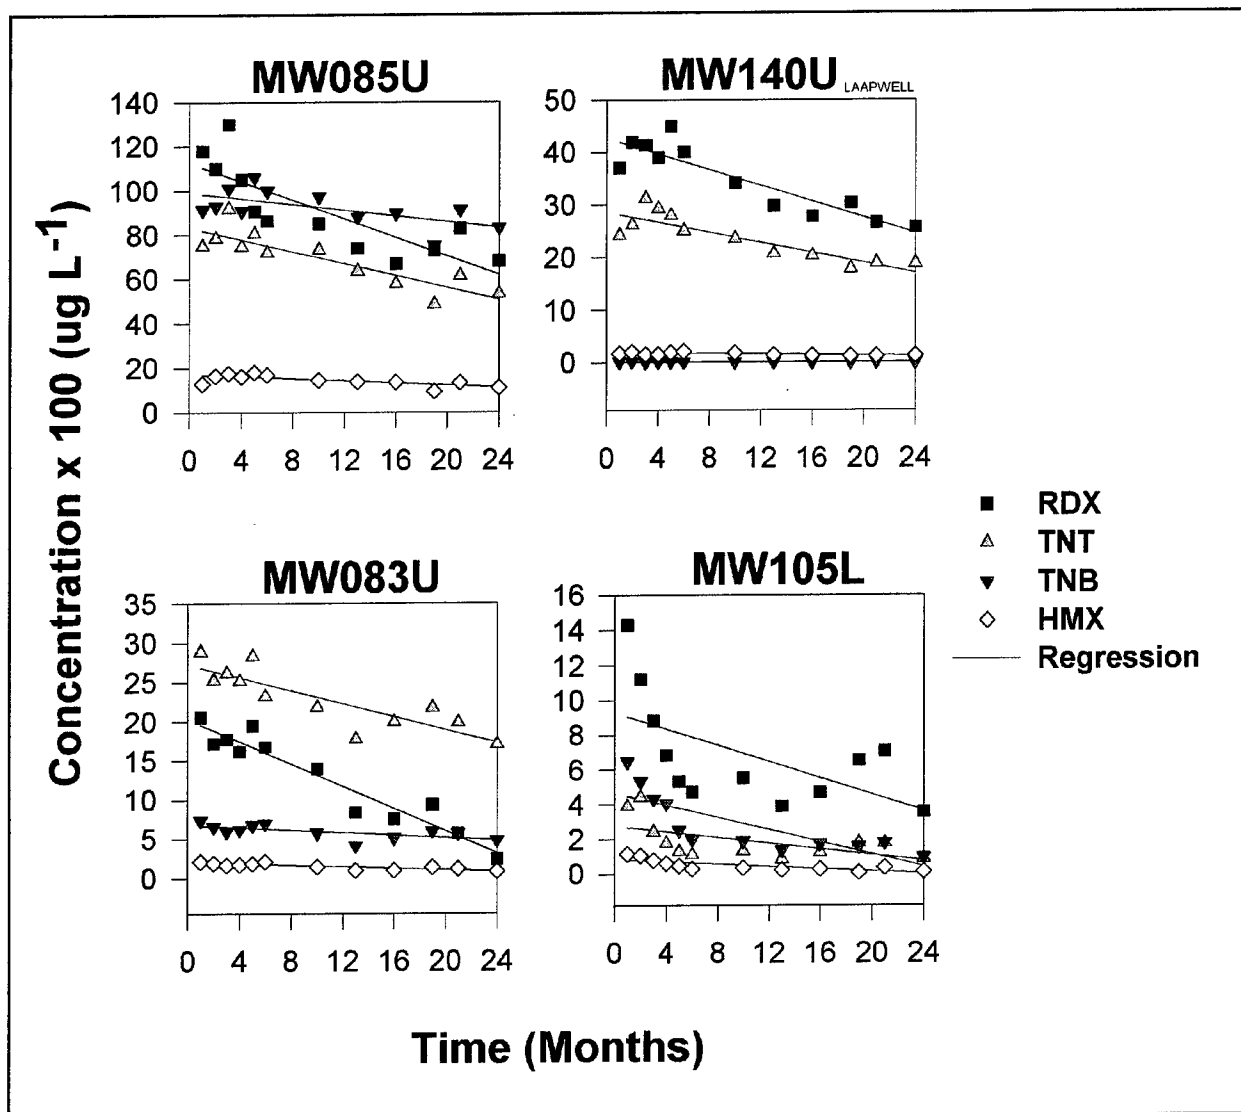 MW085U
MW140U LAAPWELL
140
120
100
80
60
40
20
0
0 4 8 12 16 20 24
50
40
30
20
10
0
0 4 8 12 16 20 24
Concentration x 100 (ug L-1)
RDX
TNT
TNB
HMX
Regression
MW083U
MW105L
35
30
25
20
15
10
5
0
0 4 8 12 16 20 24
16
14
12
10
8
6
4
2
0
0 4 8 12 16 20 24
Time (Months)